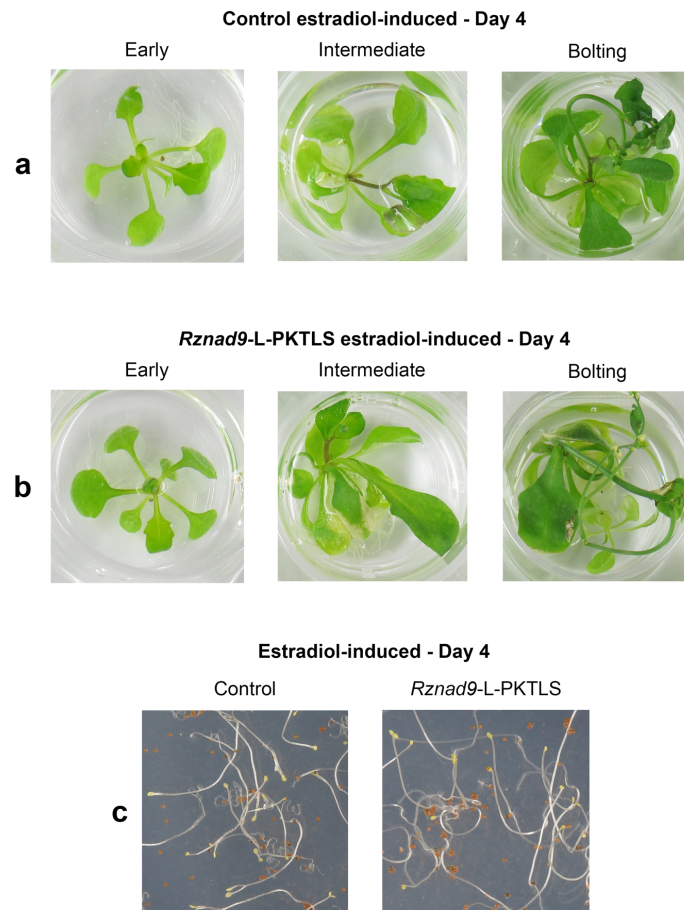 Control estradiol-induced - Day 4
Early Intermediate Bolting
a
Rznad9-L-PKTLS estradiol-induced - Day 4
Early Intermediate Bolting
b
Estradiol-induced - Day 4
Control Rznad9-L-PKTLS
c